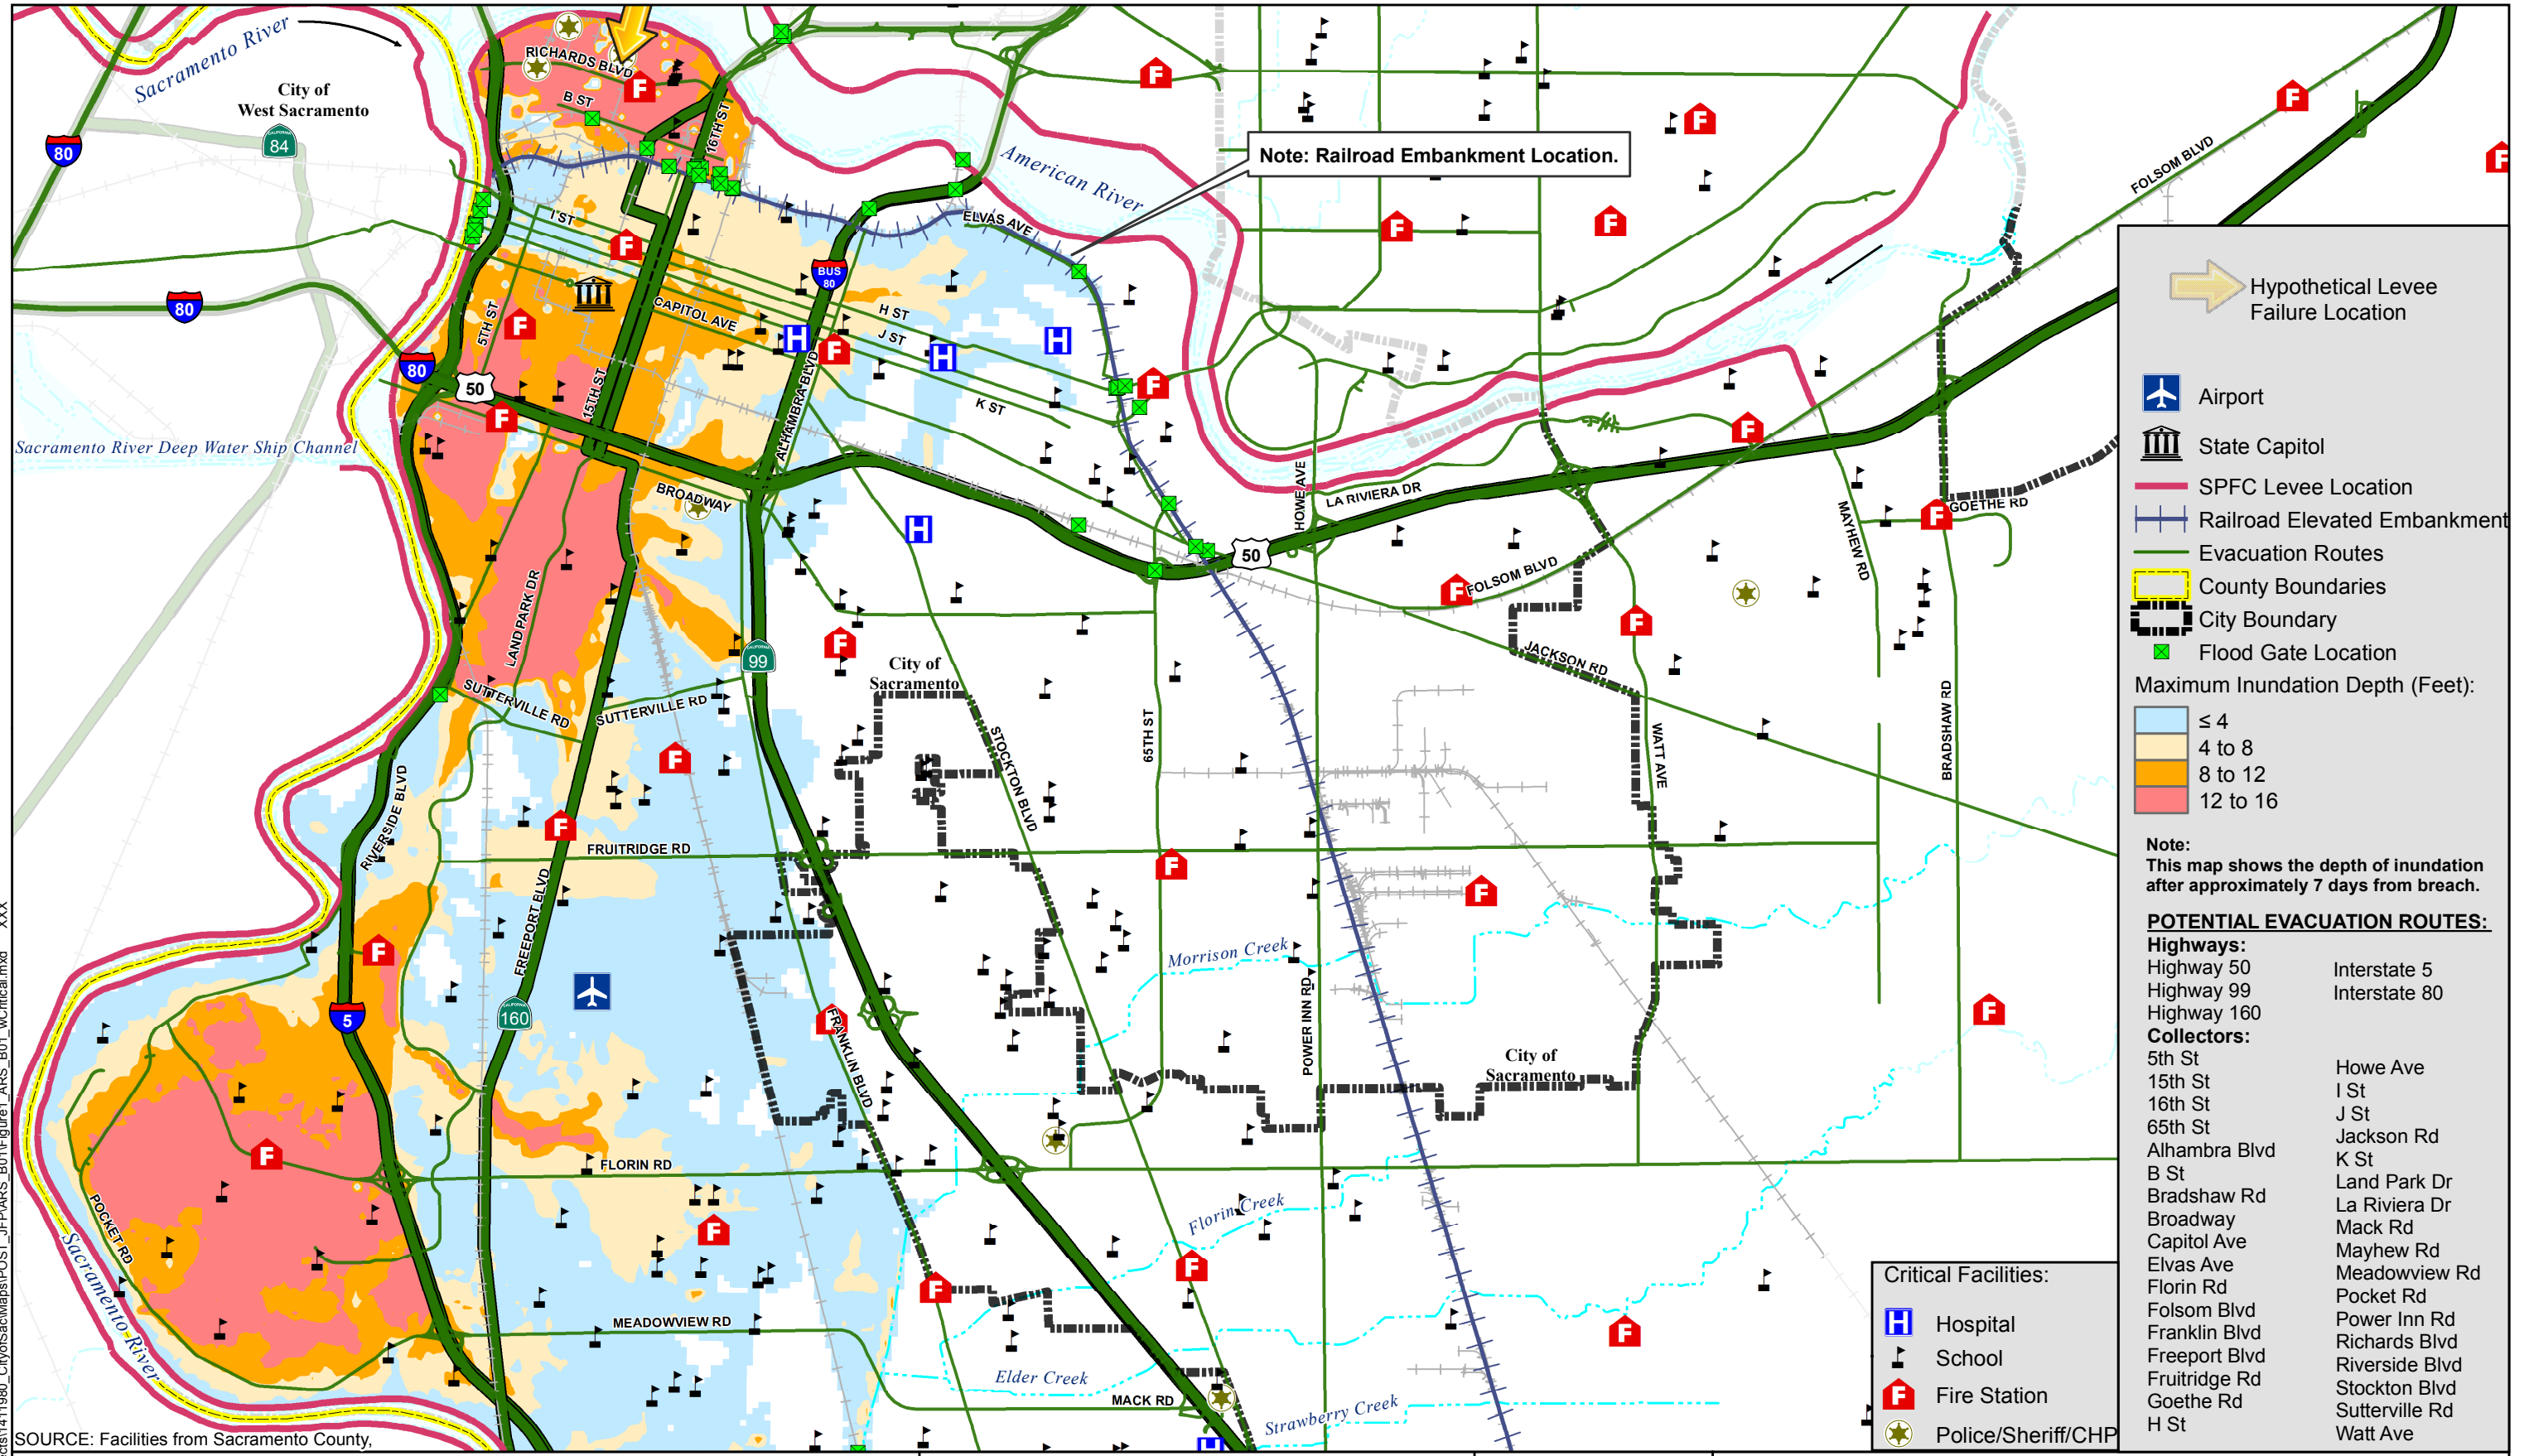 Sacramento River
City of
West Sacramento
80
84
CALIFORNIA
RICHARDS BLVD
B ST
16TH ST
Note: Railroad Embankment Location.
American River
FOLSOM BLVD
I ST
ELVAS AVE
BUS
80
80
80
CAPITOL AVE
H ST
J ST
K ST
5TH ST
15TH ST
ALHAMBRA BLVD
50
Sacramento River Deep Water Ship Channel
BROADWAY
HOWE AVE
LA RIVIERA DR
50
FOLSOM BLVD
MAYHEW RD
GOETHE RD
JACKSON RD
LAND PARK DR
SUTTERVILLE RD
SUTTERVILLE RD
CALIFORNIA
99
City of
Sacramento
STOCKTON BLVD
65TH ST
WATT AVE
BRADSHAW RD
RIVERSIDE BLVD
FRUITRIDGE RD
FREEPORT BLVD
5
CALIFORNIA
160
FRANKLIN BLVD
Morrison Creek
POWER INN RD
City of
Sacramento
FLORIN RD
POCKET RD
Sacramento River
Florin Creek
MEADOWVIEW RD
Elder Creek
MACK RD
Strawberry Creek
SOURCE: Facilities from Sacramento County,
Hypothetical Levee
Failure Location
Airport
State Capitol
SPFC Levee Location
Railroad Elevated Embankment
Evacuation Routes
County Boundaries
City Boundary
Flood Gate Location
Maximum Inundation Depth (Feet):
≤ 4
4 to 8
8 to 12
12 to 16
Note:
This map shows the depth of inundation
after approximately 7 days from breach.
POTENTIAL EVACUATION ROUTES:
Highways:
Highway 50
Highway 99
Highway 160
Interstate 5
Interstate 80
Collectors:
5th St
15th St
16th St
65th St
Alhambra Blvd
B St
Bradshaw Rd
Broadway
Capitol Ave
Elvas Ave
Florin Rd
Folsom Blvd
Franklin Blvd
Freeport Blvd
Fruitridge Rd
Goethe Rd
H St
Howe Ave
I St
J St
Jackson Rd
K St
Land Park Dr
La Riviera Dr
Mack Rd
Mayhew Rd
Meadowview Rd
Pocket Rd
Power Inn Rd
Richards Blvd
Riverside Blvd
Stockton Blvd
Sutterville Rd
Watt Ave
Critical Facilities:
H Hospital
School
F Fire Station
Police/Sheriff/CHP